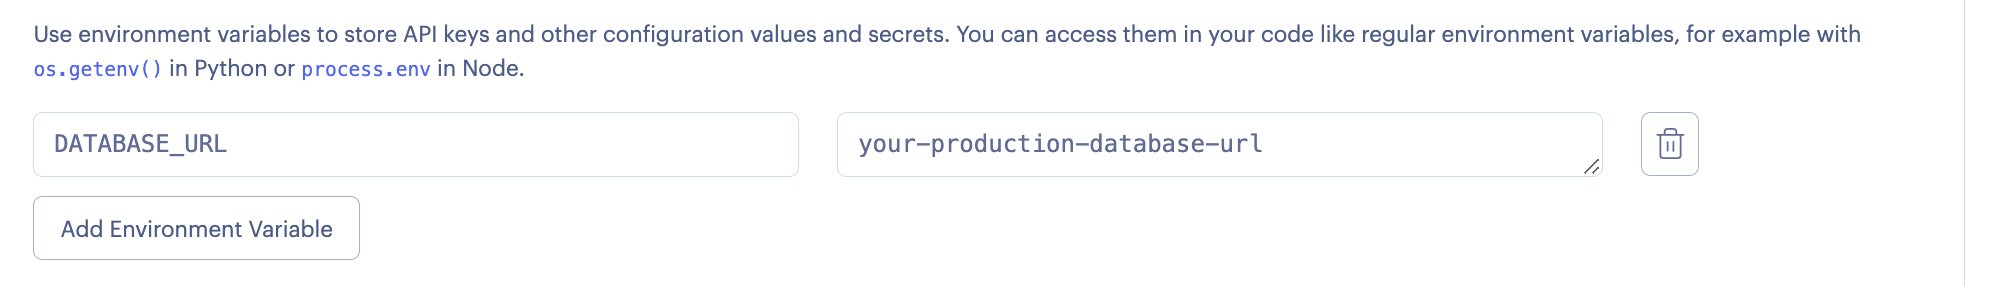 Use environment variables to store API keys and other configuration values and secrets. You can access them in your code like regular environment variables, for example with
os.getenv() in Python or process.env in Node.
DATABASE_URL
your-production-database-url
Add Environment Variable